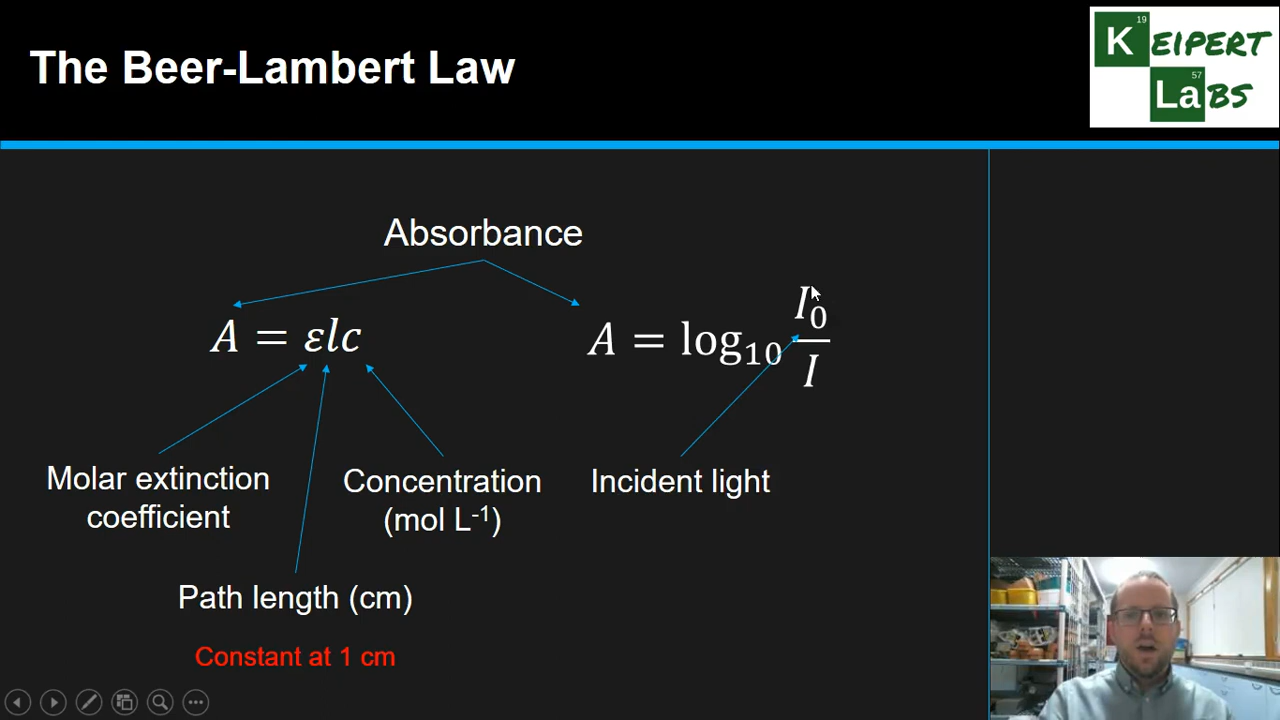 The Beer-Lambert Law
19
KEIPERT
57
LaBS
Absorbance
A = εlc
A = log₁₀ I₀/I
Molar extinction
coefficient
Concentration
(mol L⁻¹)
Incident light
Path length (cm)
Constant at 1 cm